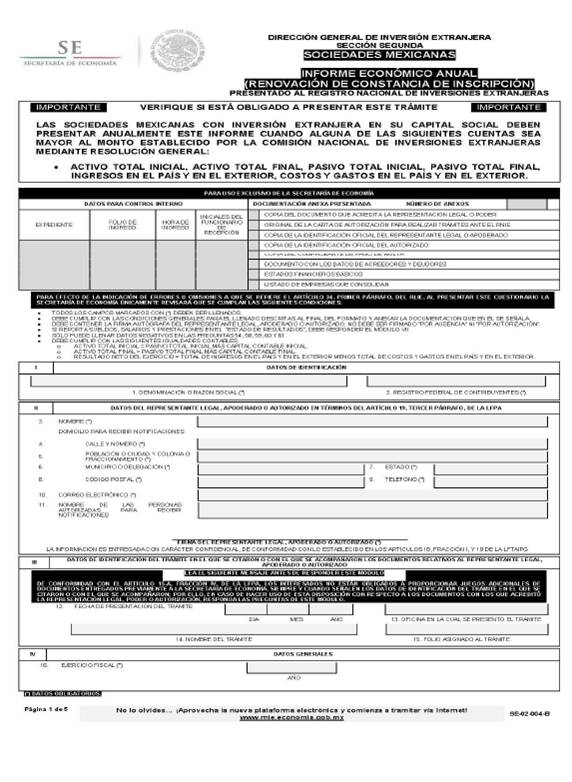 SE
SECRETARÍA DE ECONOMÍA
DIRECCIÓN GENERAL DE INVERSIÓN EXTRANJERA
SECCIÓN SEGUNDA
SOCIEDADES MEXICANAS
INFORME ECONÓMICO ANUAL
(RENOVACIÓN DE CONSTANCIA DE INSCRIPCIÓN)
PRESENTADO AL REGISTRO NACIONAL DE INVERSIONES EXTRANJERAS
IMPORTANTE VERIFIQUE SI ESTÁ OBLIGADO A PRESENTAR ESTE TRÁMITE IMPORTANTE
LAS SOCIEDADES MEXICANAS CON INVERSIÓN EXTRANJERA EN SU CAPITAL SOCIAL DEBEN
PRESENTAR ANUALMENTE ESTE INFORME CUANDO ALGUNA DE LAS SIGUIENTES CUENTAS SEA
MAYOR AL MONTO ESTABLECIDO POR LA COMISIÓN NACIONAL DE INVERSIONES EXTRANJERAS
MEDIANTE RESOLUCIÓN GENERAL:
• ACTIVO TOTAL INICIAL, ACTIVO TOTAL FINAL, PASIVO TOTAL INICIAL, PASIVO TOTAL FINAL,
INGRESOS EN EL PAÍS Y EN EL EXTERIOR, COSTOS Y GASTOS EN EL PAÍS Y EN EL EXTERIOR.
PARA USO EXCLUSIVO DE LA SECRETARÍA DE ECONOMÍA
DATOS PARA CONTROL INTERNO DOCUMENTACIÓN ANEXA PRESENTADA NÚMERO DE ANEXOS
EXPEDIENTE
FOLIO DE
INGRESO
HORA DE
INGRESO
INICIALES DEL
FUNCIONARIO
DE
RECEPCIÓN
COPIA DEL DOCUMENTO QUE ACREDITA LA REPRESENTACIÓN LEGAL O PODER
ORIGINAL DE LA CARTA DE AUTORIZACIÓN PARA REALIZAR TRÁMITES ANTE EL RNIE
COPIA DE LA IDENTIFICACIÓN OFICIAL DEL REPRESENTANTE LEGAL O APODERADO
COPIA DE LA IDENTIFICACIÓN OFICIAL DEL AUTORIZADO
DOCUMENTO CON LOS DATOS DE ACREEDORES Y DEUDORES
ESTADOS FINANCIEROS BÁSICOS
LISTADO DE EMPRESAS QUE CONSOLIDA
PARA EFECTO DE LA INDICACIÓN DE ERRORES U OMISIONES A QUE SE REFIERE EL ARTÍCULO 38, PRIMER PÁRRAFO, DEL RLIE, AL PRESENTAR ESTE CUESTIONARIO LA
SECRETARÍA DE ECONOMÍA ÚNICAMENTE REVISARÁ QUE SE CUMPLAN LAS SIGUIENTES CONDICIONES:
• TODOS LOS CAMPOS MARCADOS CON (*) DEBEN SER LLENADOS.
• DEBE CUMPLIR CON LAS CONDICIONES GENERALES PARA EL LLENADO DESCRITAS AL FINAL DEL FORMATO Y ANEXAR LA DOCUMENTACIÓN QUE EN EL SE SEÑALA.
• DEBE CONTENER LA FIRMA AUTÓGRAFA DEL REPRESENTANTE LEGAL, APODERADO O AUTORIZADO. NO DEBE SER FIRMADO "POR AUSENCIA" NI "POR AUTORIZACIÓN".
• SI REPORTA SUELDOS, SALARIOS Y PRESTACIONES EN EL "ESTADO DE RESULTADOS", DEBE RESPONDER EL MÓDULO VII.
• DEBE CUMPLIR CON LAS SIGUIENTES IGUALDADES CONTABLES:
o ACTIVO TOTAL INICIAL = PASIVO TOTAL INICIAL MAS CAPITAL CONTABLE INICIAL.
o ACTIVO TOTAL FINAL = PASIVO TOTAL FINAL MAS CAPITAL CONTABLE FINAL.
o RESULTADO NETO DEL EJERCICIO = TOTAL DE INGRESOS EN EL PAÍS Y EN EL EXTERIOR MENOS TOTAL DE COSTOS Y GASTOS EN EL PAÍS Y EN EL EXTERIOR.
I DATOS DE IDENTIFICACIÓN
1. DENOMINACIÓN O RAZÓN SOCIAL (*) 2. REGISTRO FEDERAL DE CONTRIBUYENTES (*)
II DATOS DEL REPRESENTANTE LEGAL, APODERADO O AUTORIZADO EN TÉRMINOS DEL ARTÍCULO 19, TERCER PÁRRAFO, DE LA LFPA
3. NOMBRE (*)
DOMICILIO PARA RECIBIR NOTIFICACIONES
4. CALLE Y NÚMERO (*)
5. POBLACIÓN O CIUDAD Y COLONIA O
FRACCIONAMIENTO (*)
6. MUNICIPIO O DELEGACIÓN (*) 7. ESTADO (*)
8. CÓDIGO POSTAL (*) 9. TELÉFONO (*)
10. CORREO ELECTRÓNICO (*)
11. NOMBRE DE LAS PERSONAS
AUTORIZADAS PARA RECIBIR
NOTIFICACIONES
FIRMA DEL REPRESENTANTE LEGAL, APODERADO O AUTORIZADO (*)
LA INFORMACIÓN ES ENTREGADA CON CARÁCTER CONFIDENCIAL, DE CONFORMIDAD CON LO ESTABLECIDO EN LOS ARTÍCULOS 18, FRACCIÓN I, Y 19 DE LA LFTAIPG
III DATOS DE IDENTIFICACIÓN DEL TRÁMITE EN EL QUE SE CITARON O CON EL QUE SE ACOMPAÑARON LOS DOCUMENTOS RELATIVOS AL REPRESENTANTE LEGAL,
APODERADO O AUTORIZADO
LEA EL SIGUIENTE MENSAJE ANTES DE RESPONDER ESTE MÓDULO
DE CONFORMIDAD CON EL ARTÍCULO 15-A, FRACCIÓN IV, DE LA LFPA, LOS INTERESADOS NO ESTÁN OBLIGADOS A PROPORCIONAR JUEGOS ADICIONALES DE
DOCUMENTOS ENTREGADOS PREVIAMENTE A LA SECRETARÍA DE ECONOMÍA, SIEMPRE Y CUANDO SEÑALEN LOS DATOS DE IDENTIFICACIÓN DEL TRÁMITE EN EL QUE SE
CITARON O CON EL QUE SE ACOMPAÑARON, POR ELLO, EN CASO DE HACER USO DE ESTA DISPOSICIÓN CON RESPECTO A LOS DOCUMENTOS CON LOS QUE ACREDITÓ
LA REPRESENTACIÓN LEGAL, PODER O AUTORIZACIÓN, RESPONDA LAS PREGUNTAS DE ESTE MÓDULO.
12. FECHA DE PRESENTACIÓN DEL TRÁMITE
DIA MES AÑO 13. OFICINA EN LA CUAL SE PRESENTÓ EL TRÁMITE
14. NOMBRE DEL TRÁMITE 15. FOLIO ASIGNADO AL TRÁMITE
IV DATOS GENERALES
16. EJERCICIO FISCAL (*)
AÑO
(*) DATOS OBLIGATORIOS.
Página 1 de 5 No lo olvides... ¡Aprovecha la nueva plataforma electrónica y comienza a tramitar vía Internet! SE-02-004-B
www.rnie.economia.gob.mx